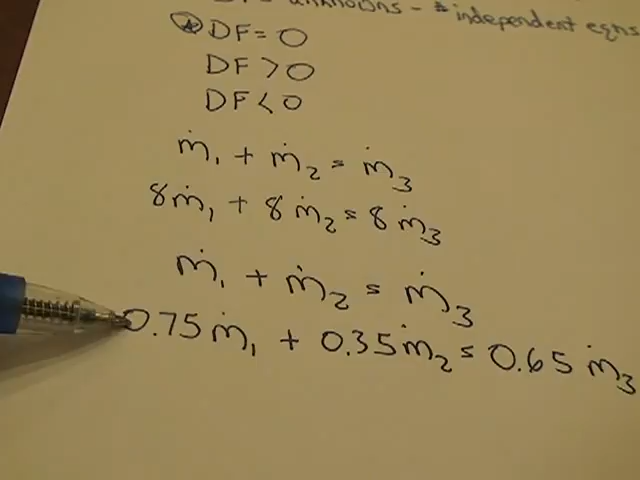 unknowns - # independent eqns
* DF = 0
DF > 0
DF < 0
ṁ₁ + ṁ₂ = ṁ₃
8ṁ₁ + 8ṁ₂ = 8ṁ₃
ṁ₁ + ṁ₂ = ṁ₃
0.75ṁ₁ + 0.35ṁ₂ = 0.65ṁ₃